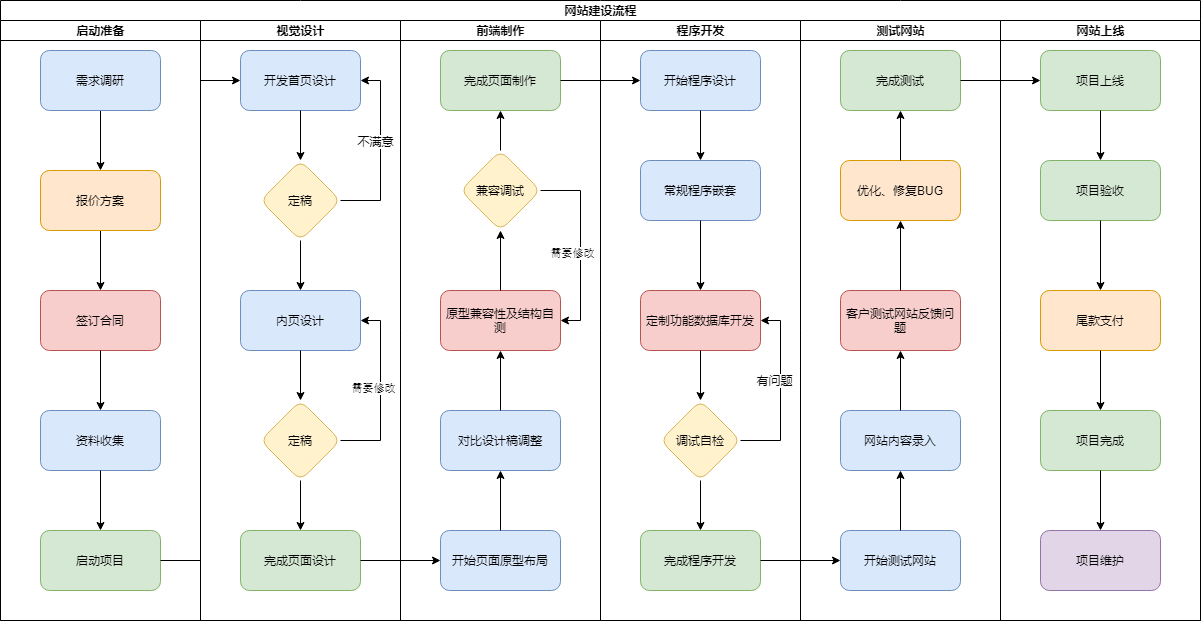 网站建设流程
启动准备
需求调研
报价方案
签订合同
资料收集
启动项目
视觉设计
开发首页设计
不满意
定稿
内页设计
需要修改
定稿
完成页面设计
前端制作
完成页面制作
兼容调试
需要修改
原型兼容性及结构自
测
对比设计稿调整
开始页面原型布局
程序开发
开始程序设计
常规程序嵌套
定制功能数据库开发
有问题
调试自检
完成程序开发
测试网站
完成测试
优化、修复BUG
客户测试网站反馈问
题
网站内容录入
开始测试网站
网站上线
项目上线
项目验收
尾款支付
项目完成
项目维护